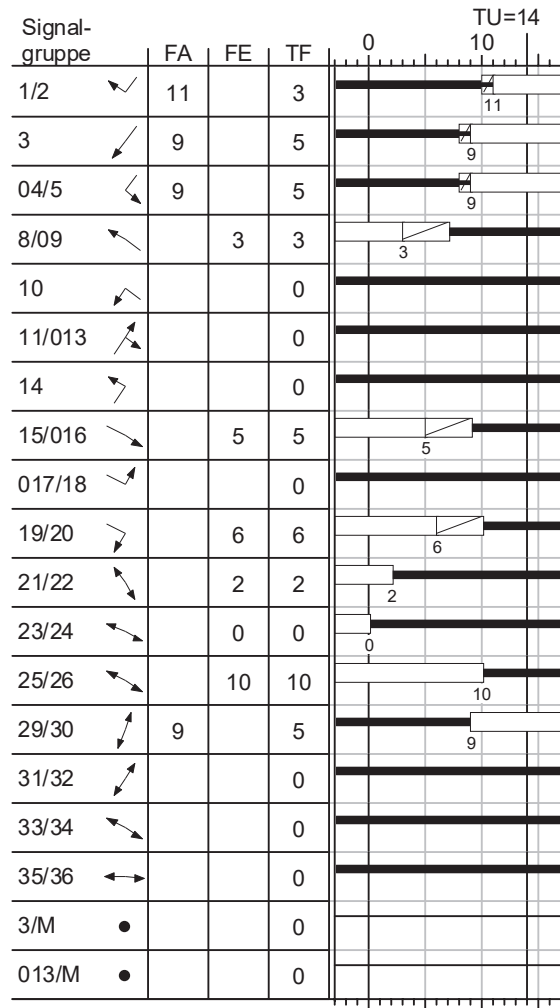 TU=14
Signal-
gruppe FA FE TF 0 10
1/2 11 3 11
3 9 5 9
04/5 9 5 9
8/09 3 3 3
10 0
11/013 0
14 0
15/016 5 5 5
017/18 0
19/20 6 6 6
21/22 2 2 2
23/24 0 0 0
25/26 10 10 10
29/30 9 5 9
31/32 0
33/34 0
35/36 0
3/M 0
013/M 0